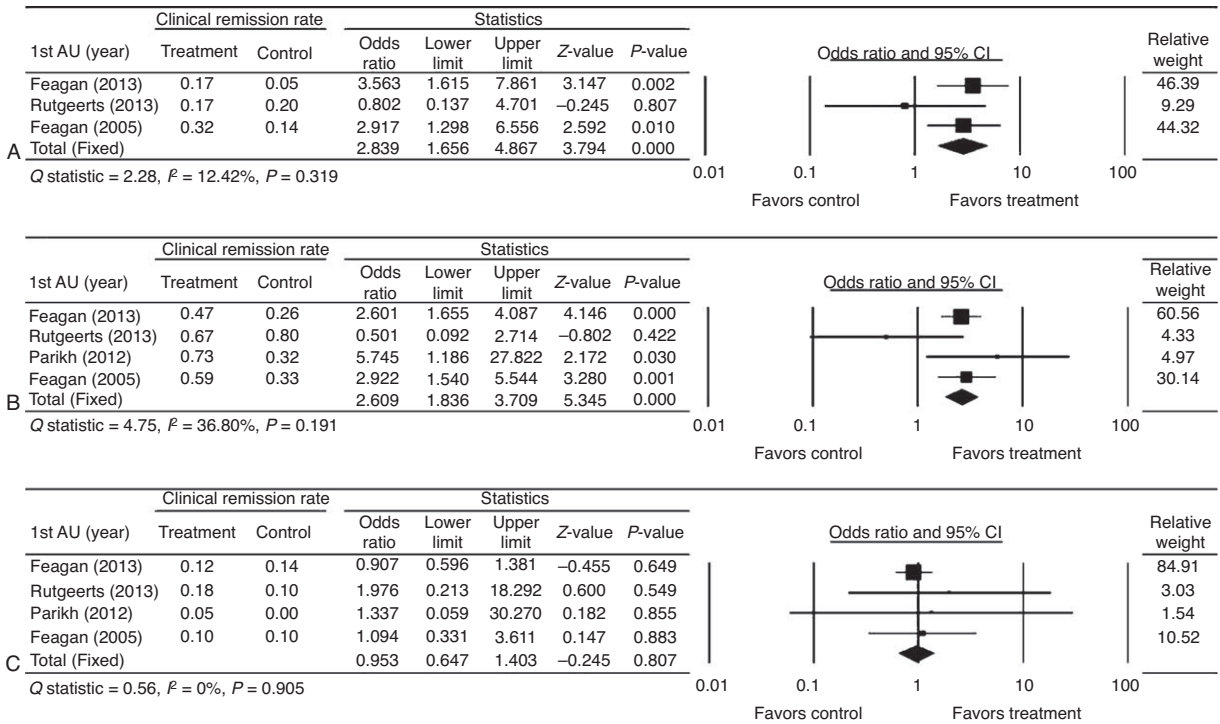 Clinical remission rate Statistics
1st AU (year) Treatment Control Odds ratio Lower limit Upper limit Z-value P-value Odds ratio and 95% CI Relative weight
Feagan (2013) 0.17 0.05 3.563 1.615 7.861 3.147 0.002 46.39
Rutgeerts (2013) 0.17 0.20 0.802 0.137 4.701 –0.245 0.807 9.29
Feagan (2005) 0.32 0.14 2.917 1.298 6.556 2.592 0.010 44.32
A Total (Fixed) 2.839 1.656 4.867 3.794 0.000
Q statistic = 2.28, I² = 12.42%, P = 0.319
0.01 0.1 1 10 100
Favors control Favors treatment
Clinical remission rate Statistics
1st AU (year) Treatment Control Odds ratio Lower limit Upper limit Z-value P-value Odds ratio and 95% CI Relative weight
Feagan (2013) 0.47 0.26 2.601 1.655 4.087 4.146 0.000 60.56
Rutgeerts (2013) 0.67 0.80 0.501 0.092 2.714 –0.802 0.422 4.33
Parikh (2012) 0.73 0.32 5.745 1.186 27.822 2.172 0.030 4.97
Feagan (2005) 0.59 0.33 2.922 1.540 5.544 3.280 0.001 30.14
B Total (Fixed) 2.609 1.836 3.709 5.345 0.000
Q statistic = 4.75, I² = 36.80%, P = 0.191
0.01 0.1 1 10 100
Favors control Favors treatment
Clinical remission rate Statistics
1st AU (year) Treatment Control Odds ratio Lower limit Upper limit Z-value P-value Odds ratio and 95% CI Relative weight
Feagan (2013) 0.12 0.14 0.907 0.596 1.381 –0.455 0.649 84.91
Rutgeerts (2013) 0.18 0.10 1.976 0.213 18.292 0.600 0.549 3.03
Parikh (2012) 0.05 0.00 1.337 0.059 30.270 0.182 0.855 1.54
Feagan (2005) 0.10 0.10 1.094 0.331 3.611 0.147 0.883 10.52
C Total (Fixed) 0.953 0.647 1.403 –0.245 0.807
Q statistic = 0.56, I² = 0%, P = 0.905
0.01 0.1 1 10 100
Favors control Favors treatment